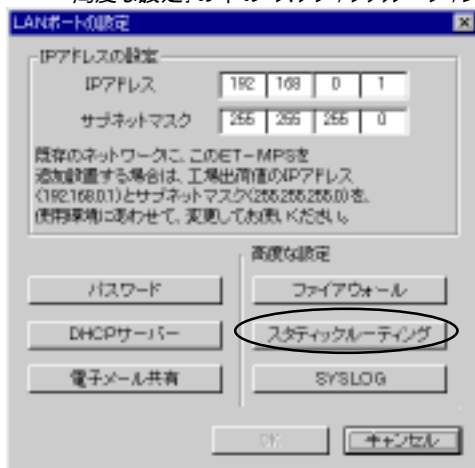 高度な設定」の中の「スタティックルーティン
LANポートの設定
IPアドレスの設定
IPアドレス 192 168 0 1
サブネットマスク 255 255 255 0
既存のネットワークに、このET-MPSを
追加設置する場合は、工場出荷値のIPアドレス
(192.168.0.1)とサブネットマスク(255.255.255.0)を、
使用環境にあわせて、変更してお使いください。
高度な設定
パスワード
ファイアウォール
DHCPサーバー
スタティックルーティング
電子メール共有
SYSLOG
OK
キャンセル